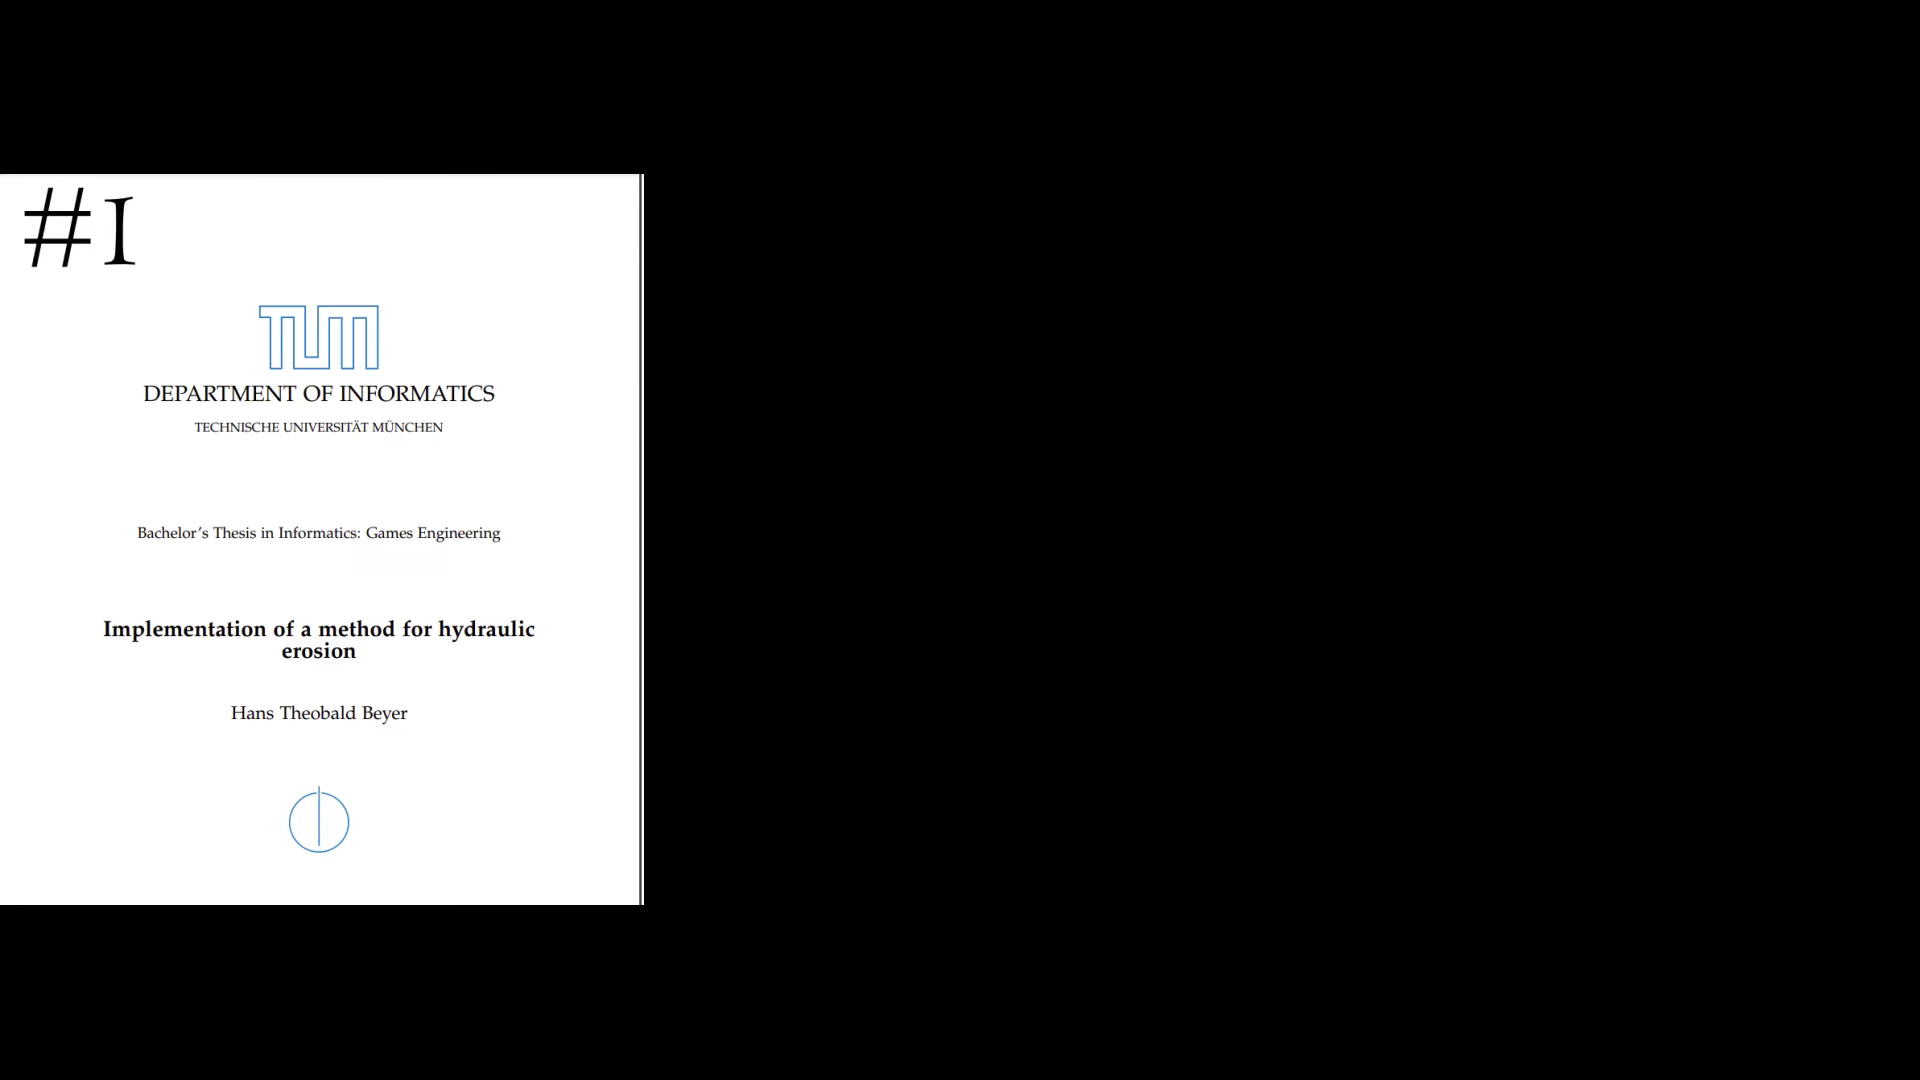 #1
TUM
DEPARTMENT OF INFORMATICS
TECHNISCHE UNIVERSITÄT MÜNCHEN
Bachelor's Thesis in Informatics: Games Engineering
Implementation of a method for hydraulic
erosion
Hans Theobald Beyer